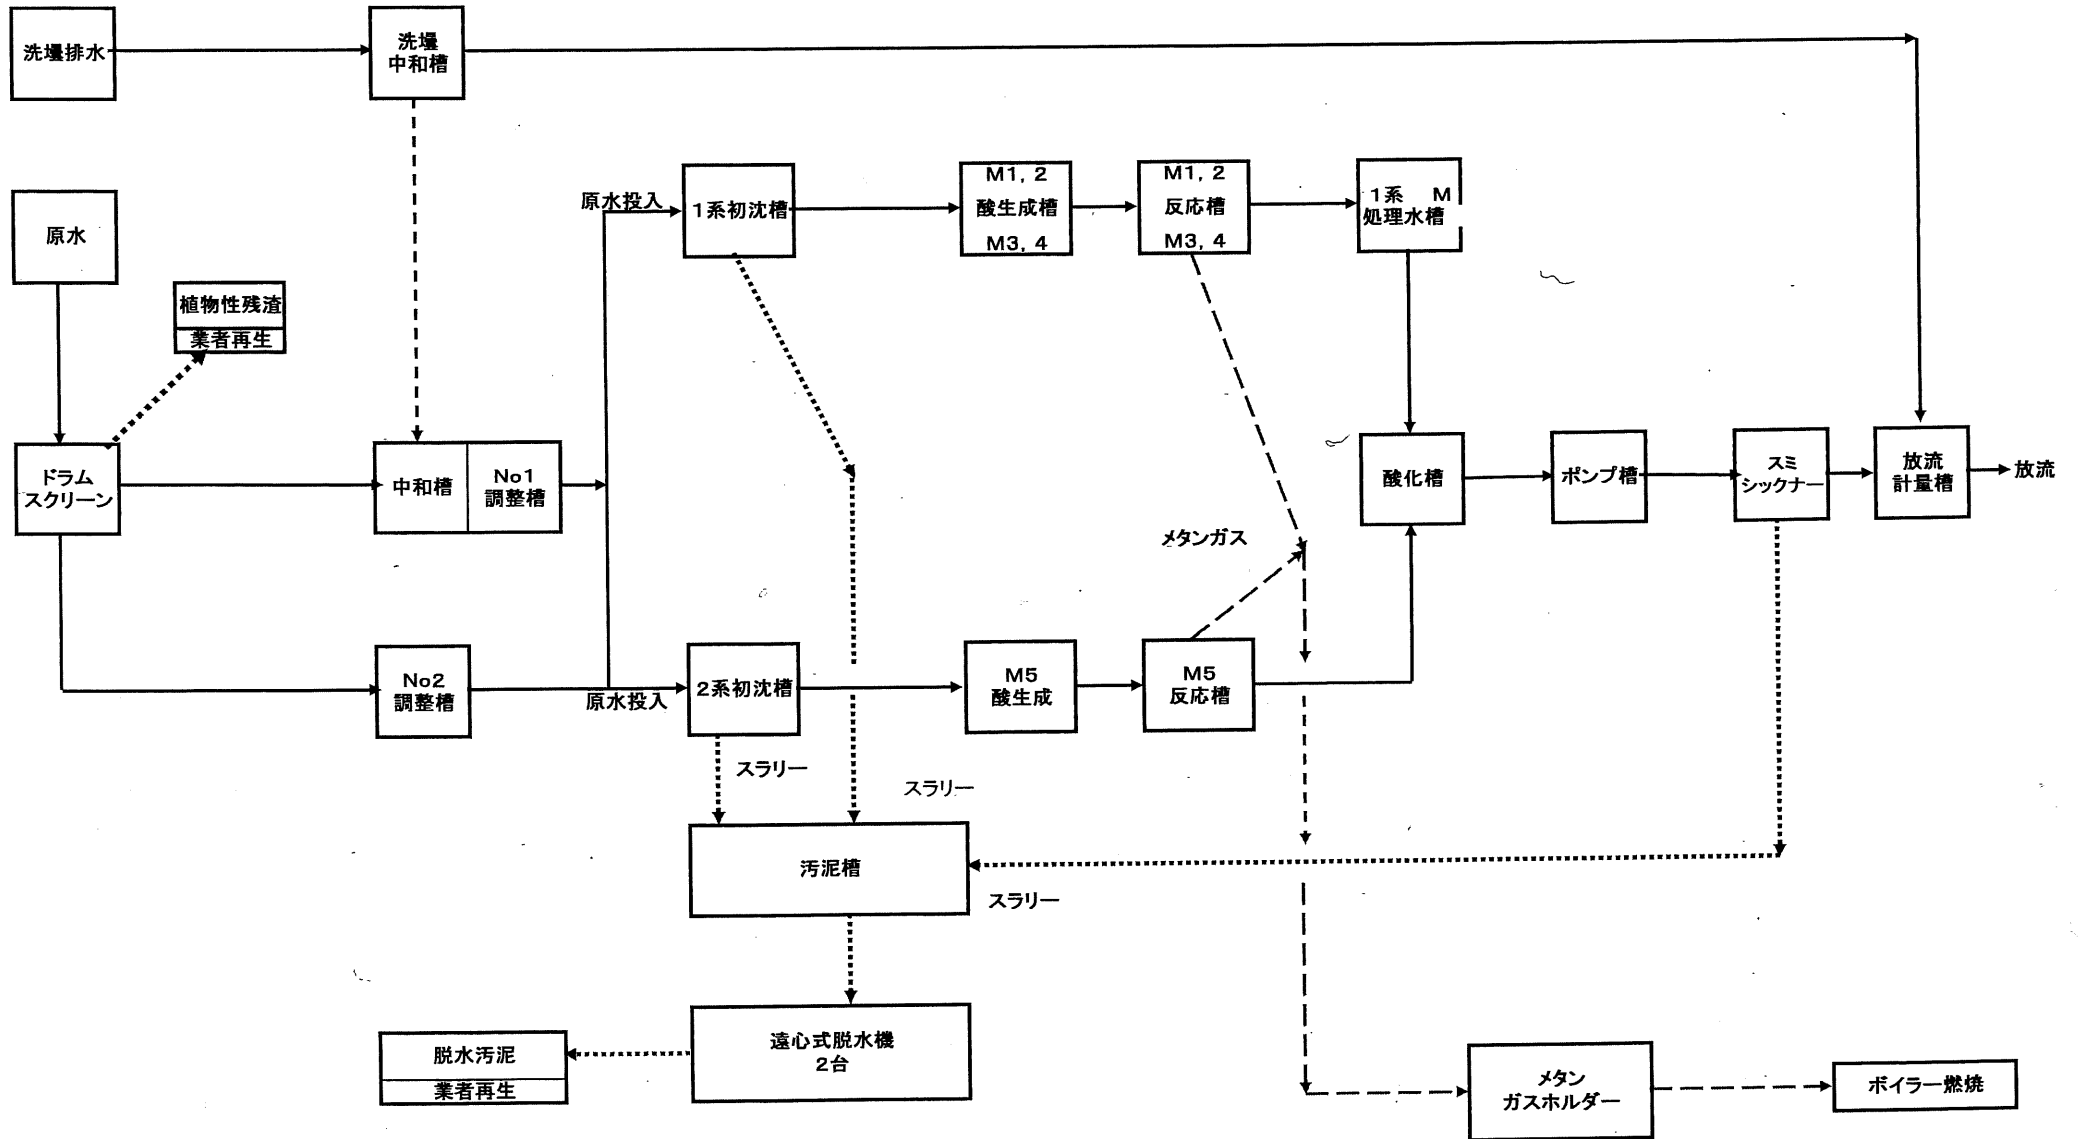 洗壜排水
洗壜
中和槽
原水
植物性残渣
業者再生
原水投入
1系初沈槽
M1, 2
酸生成槽
M3, 4
M1, 2
反応槽
M3, 4
1系 M
処理水槽
ドラム
スクリーン
中和槽
No1
調整槽
酸化槽
ポンプ槽
スミ
シックナー
放流
計量槽
放流
メタンガス
No2
調整槽
原水投入
2系初沈槽
M5
酸生成
M5
反応槽
スラリー
スラリー
汚泥槽
スラリー
遠心式脱水機
2台
脱水汚泥
業者再生
メタン
ガスホルダー
ボイラー燃焼